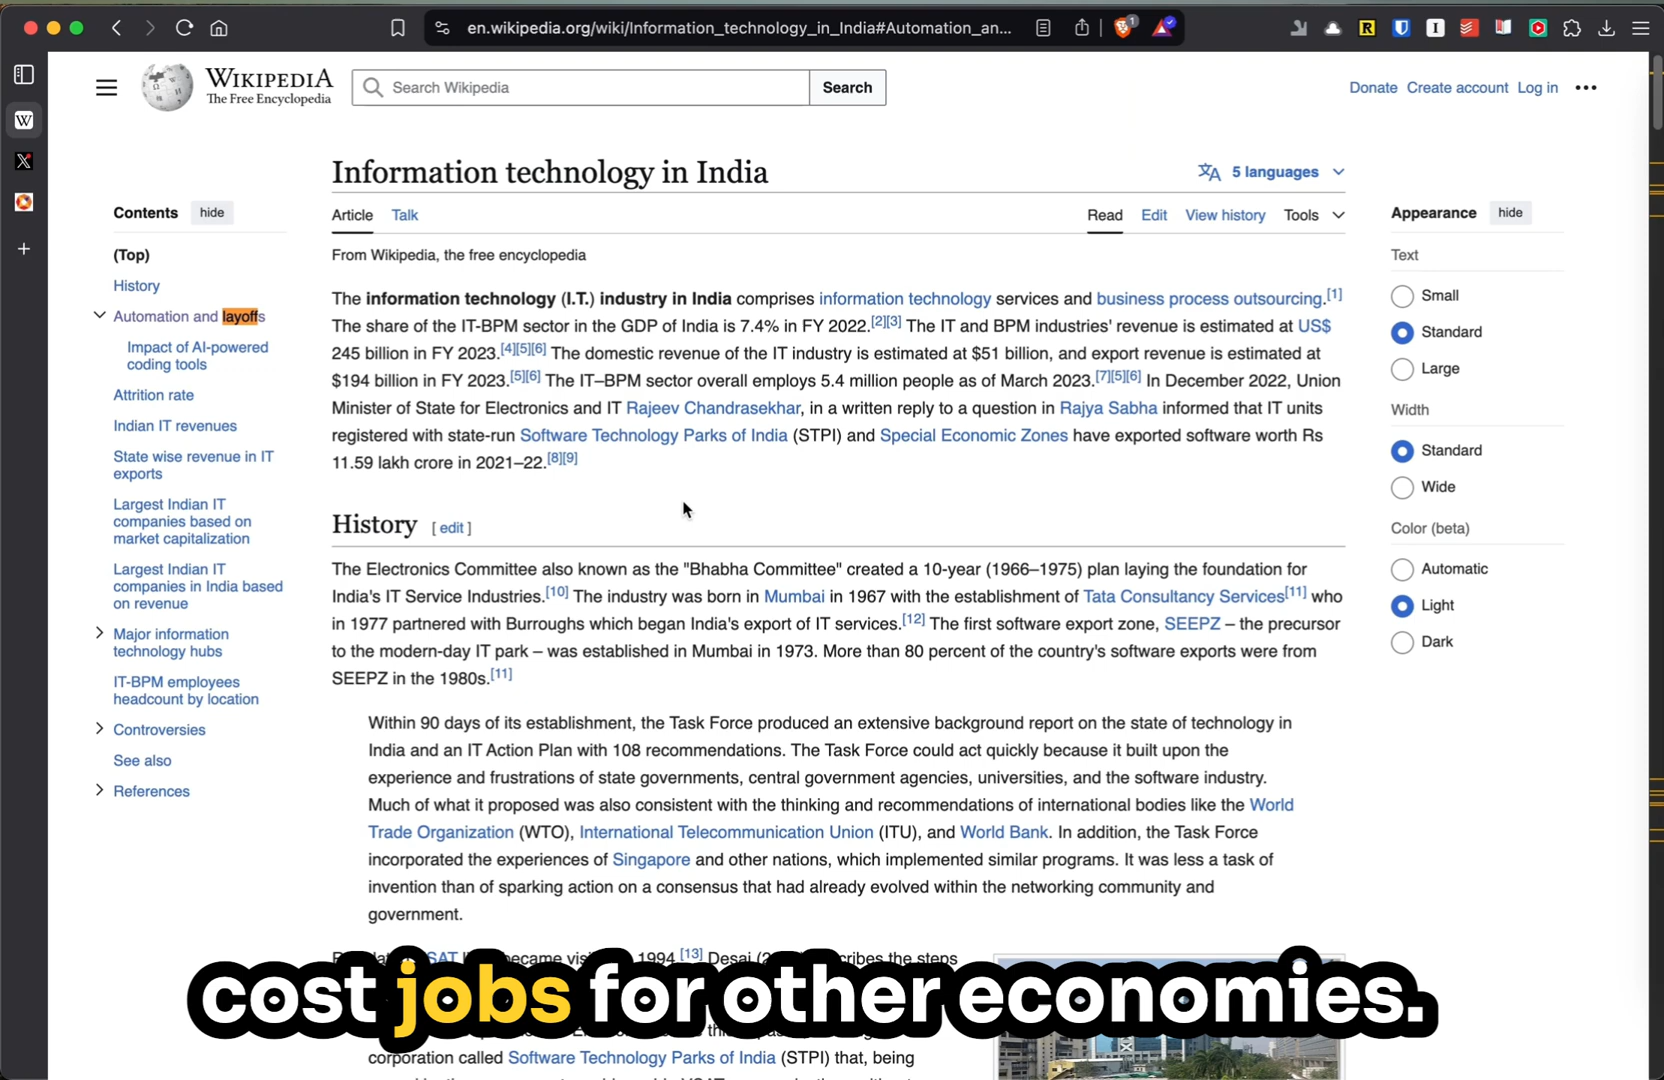 en.wikipedia.org/wiki/Information_technology_in_India#Automation_an...
WIKIPEDIA
The Free Encyclopedia
Search Wikipedia
Search
Donate Create account Log in
Information technology in India
5 languages
Contents hide
Article Talk
Read Edit View history Tools
Appearance hide
(Top)
History
Automation and layoffs
Impact of AI-powered
coding tools
Attrition rate
Indian IT revenues
State wise revenue in IT
exports
Largest Indian IT
companies based on
market capitalization
Largest Indian IT
companies in India based
on revenue
Major information
technology hubs
IT-BPM employees
headcount by location
Controversies
See also
References
From Wikipedia, the free encyclopedia
The information technology (I.T.) industry in India comprises information technology services and business process outsourcing.[1]
The share of the IT-BPM sector in the GDP of India is 7.4% in FY 2022.[2][3] The IT and BPM industries' revenue is estimated at US$
245 billion in FY 2023.[4][5][6] The domestic revenue of the IT industry is estimated at $51 billion, and export revenue is estimated at
$194 billion in FY 2023.[5][6] The IT–BPM sector overall employs 5.4 million people as of March 2023.[7][5][6] In December 2022, Union
Minister of State for Electronics and IT Rajeev Chandrasekhar, in a written reply to a question in Rajya Sabha informed that IT units
registered with state-run Software Technology Parks of India (STPI) and Special Economic Zones have exported software worth Rs
11.59 lakh crore in 2021–22.[8][9]
History [ edit ]
The Electronics Committee also known as the "Bhabha Committee" created a 10-year (1966–1975) plan laying the foundation for
India's IT Service Industries.[10] The industry was born in Mumbai in 1967 with the establishment of Tata Consultancy Services[11] who
in 1977 partnered with Burroughs which began India's export of IT services.[12] The first software export zone, SEEPZ – the precursor
to the modern-day IT park – was established in Mumbai in 1973. More than 80 percent of the country's software exports were from
SEEPZ in the 1980s.[11]
Within 90 days of its establishment, the Task Force produced an extensive background report on the state of technology in
India and an IT Action Plan with 108 recommendations. The Task Force could act quickly because it built upon the
experience and frustrations of state governments, central government agencies, universities, and the software industry.
Much of what it proposed was also consistent with the thinking and recommendations of international bodies like the World
Trade Organization (WTO), International Telecommunication Union (ITU), and World Bank. In addition, the Task Force
incorporated the experiences of Singapore and other nations, which implemented similar programs. It was less a task of
invention than of sparking action on a consensus that had already evolved within the networking community and
government.
became 1994.[13] Desai the steps
corporation called Software Technology Parks of India (STPI) that, being
Text
Small
Standard
Large
Width
Standard
Wide
Color (beta)
Automatic
Light
Dark
cost jobs for other economies.